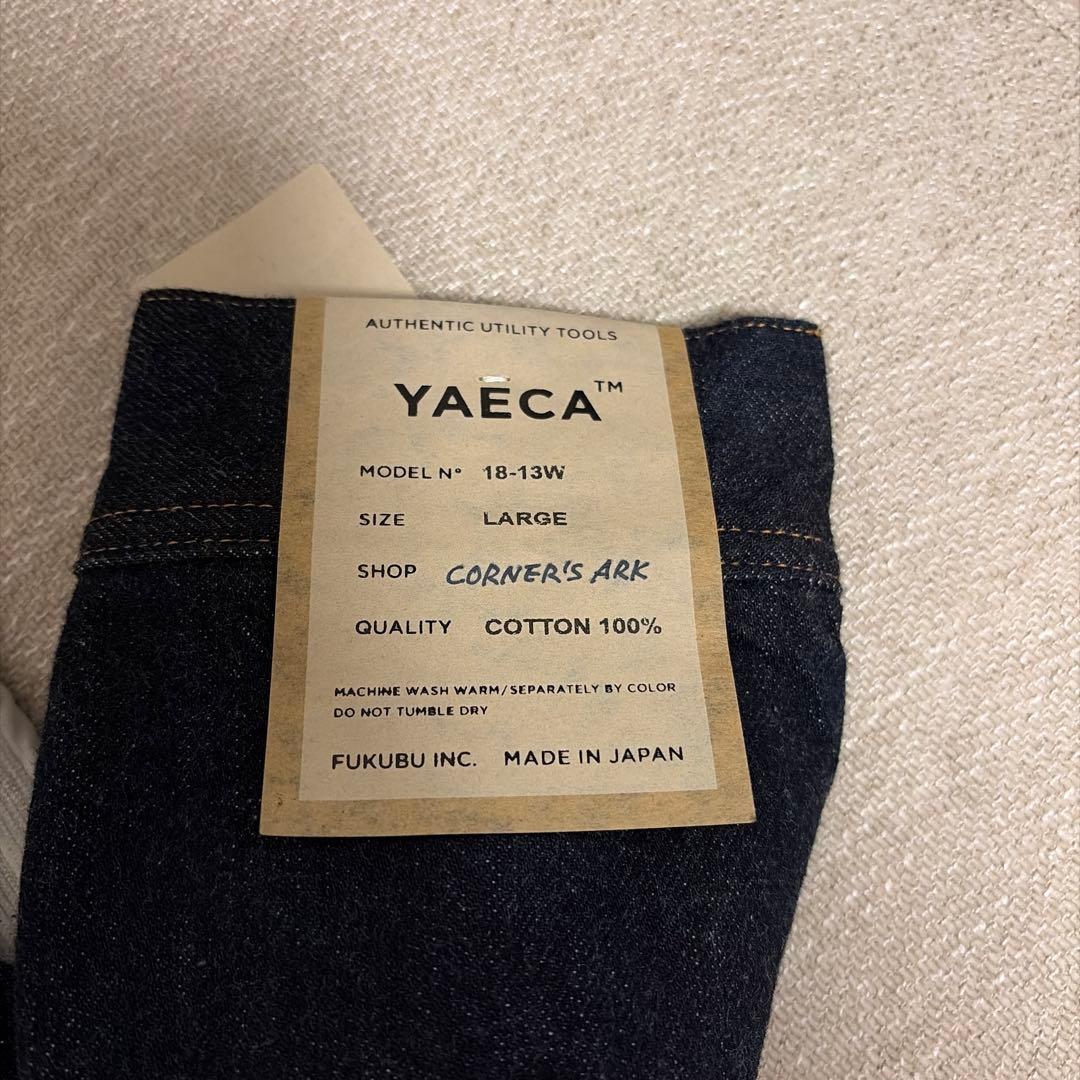 AUTHENTIC UTILITY TOOLS
YAECA™
MODEL N° 18-13W
SIZE LARGE
SHOP CORNER'S ARK
QUALITY COTTON 100%
MACHINE WASH WARM/SEPARATELY BY COLOR
DO NOT TUMBLE DRY
FUKUBU INC. MADE IN JAPAN